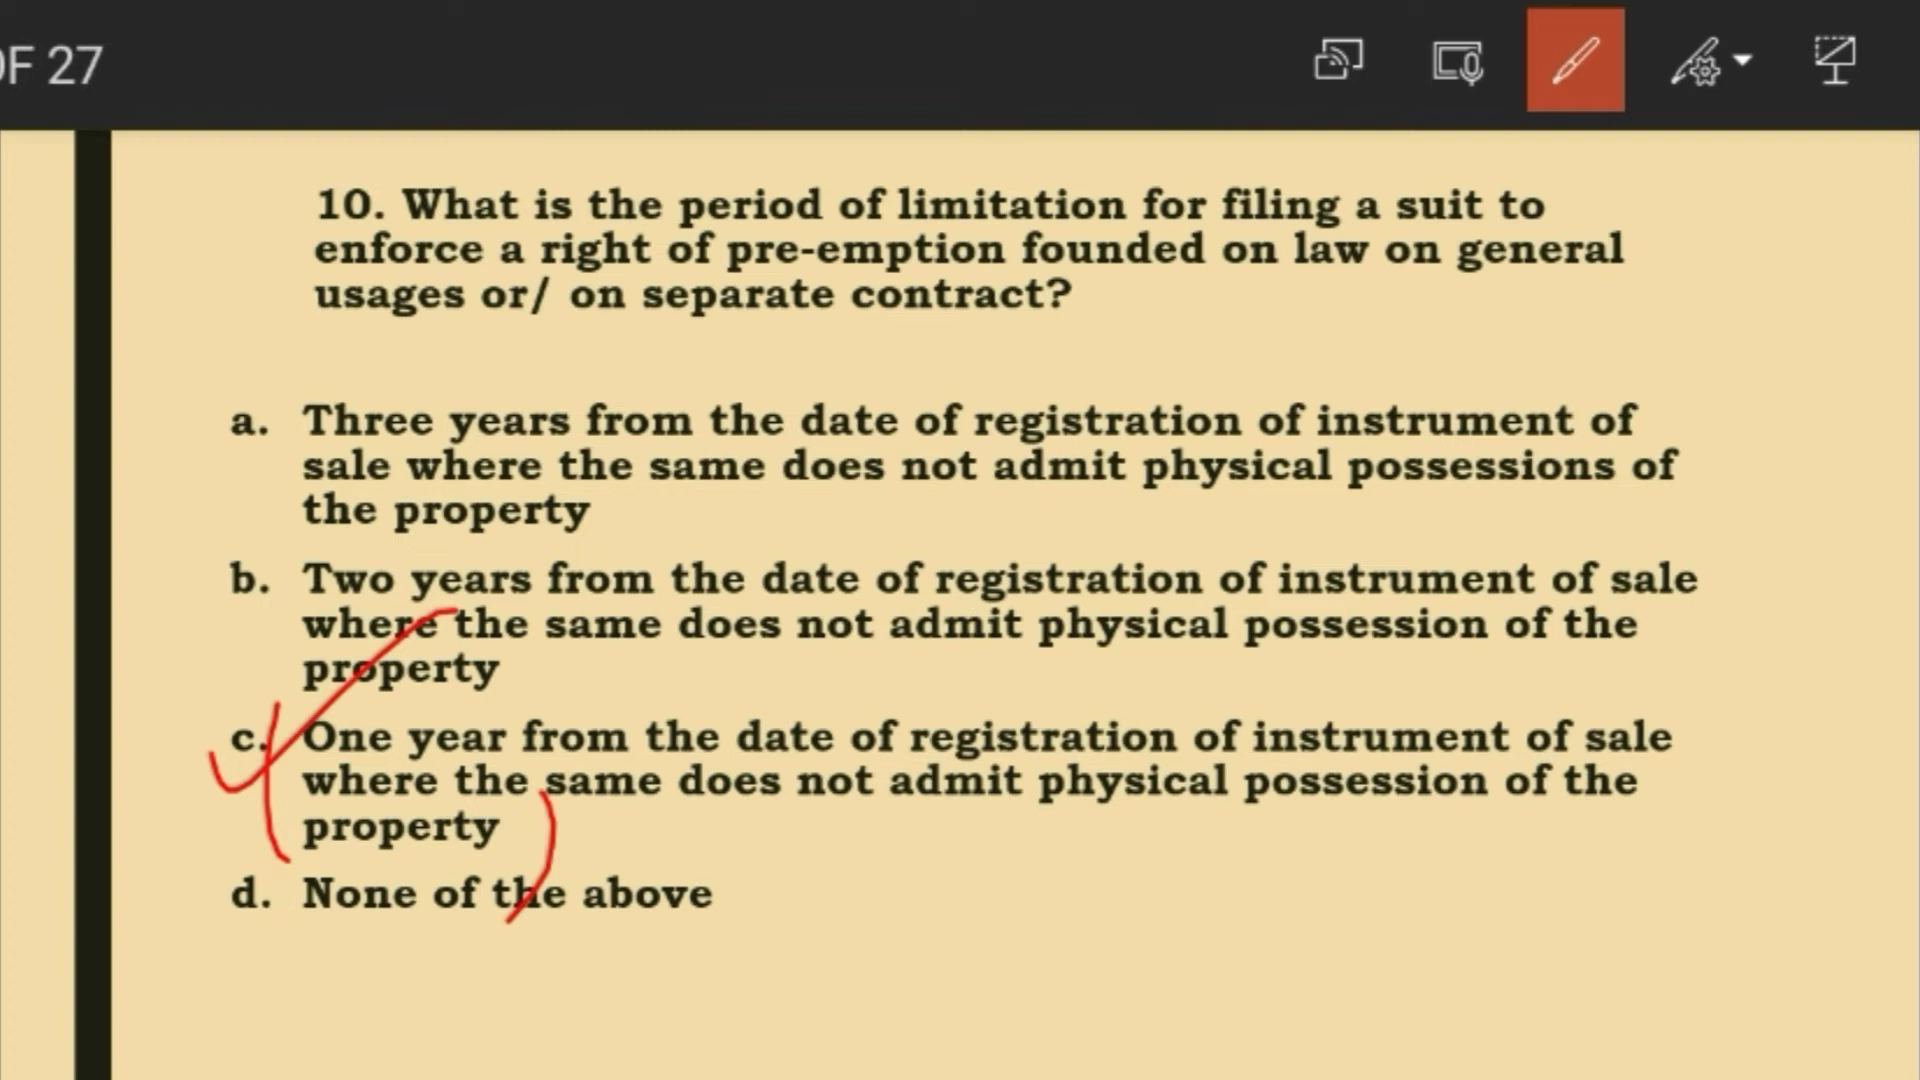 OF 27
10. What is the period of limitation for filing a suit to
enforce a right of pre-emption founded on law on general
usages or/ on separate contract?
a. Three years from the date of registration of instrument of
sale where the same does not admit physical possessions of
the property
b. Two years from the date of registration of instrument of sale
where the same does not admit physical possession of the
property
c. One year from the date of registration of instrument of sale
where the same does not admit physical possession of the
property
d. None of the above